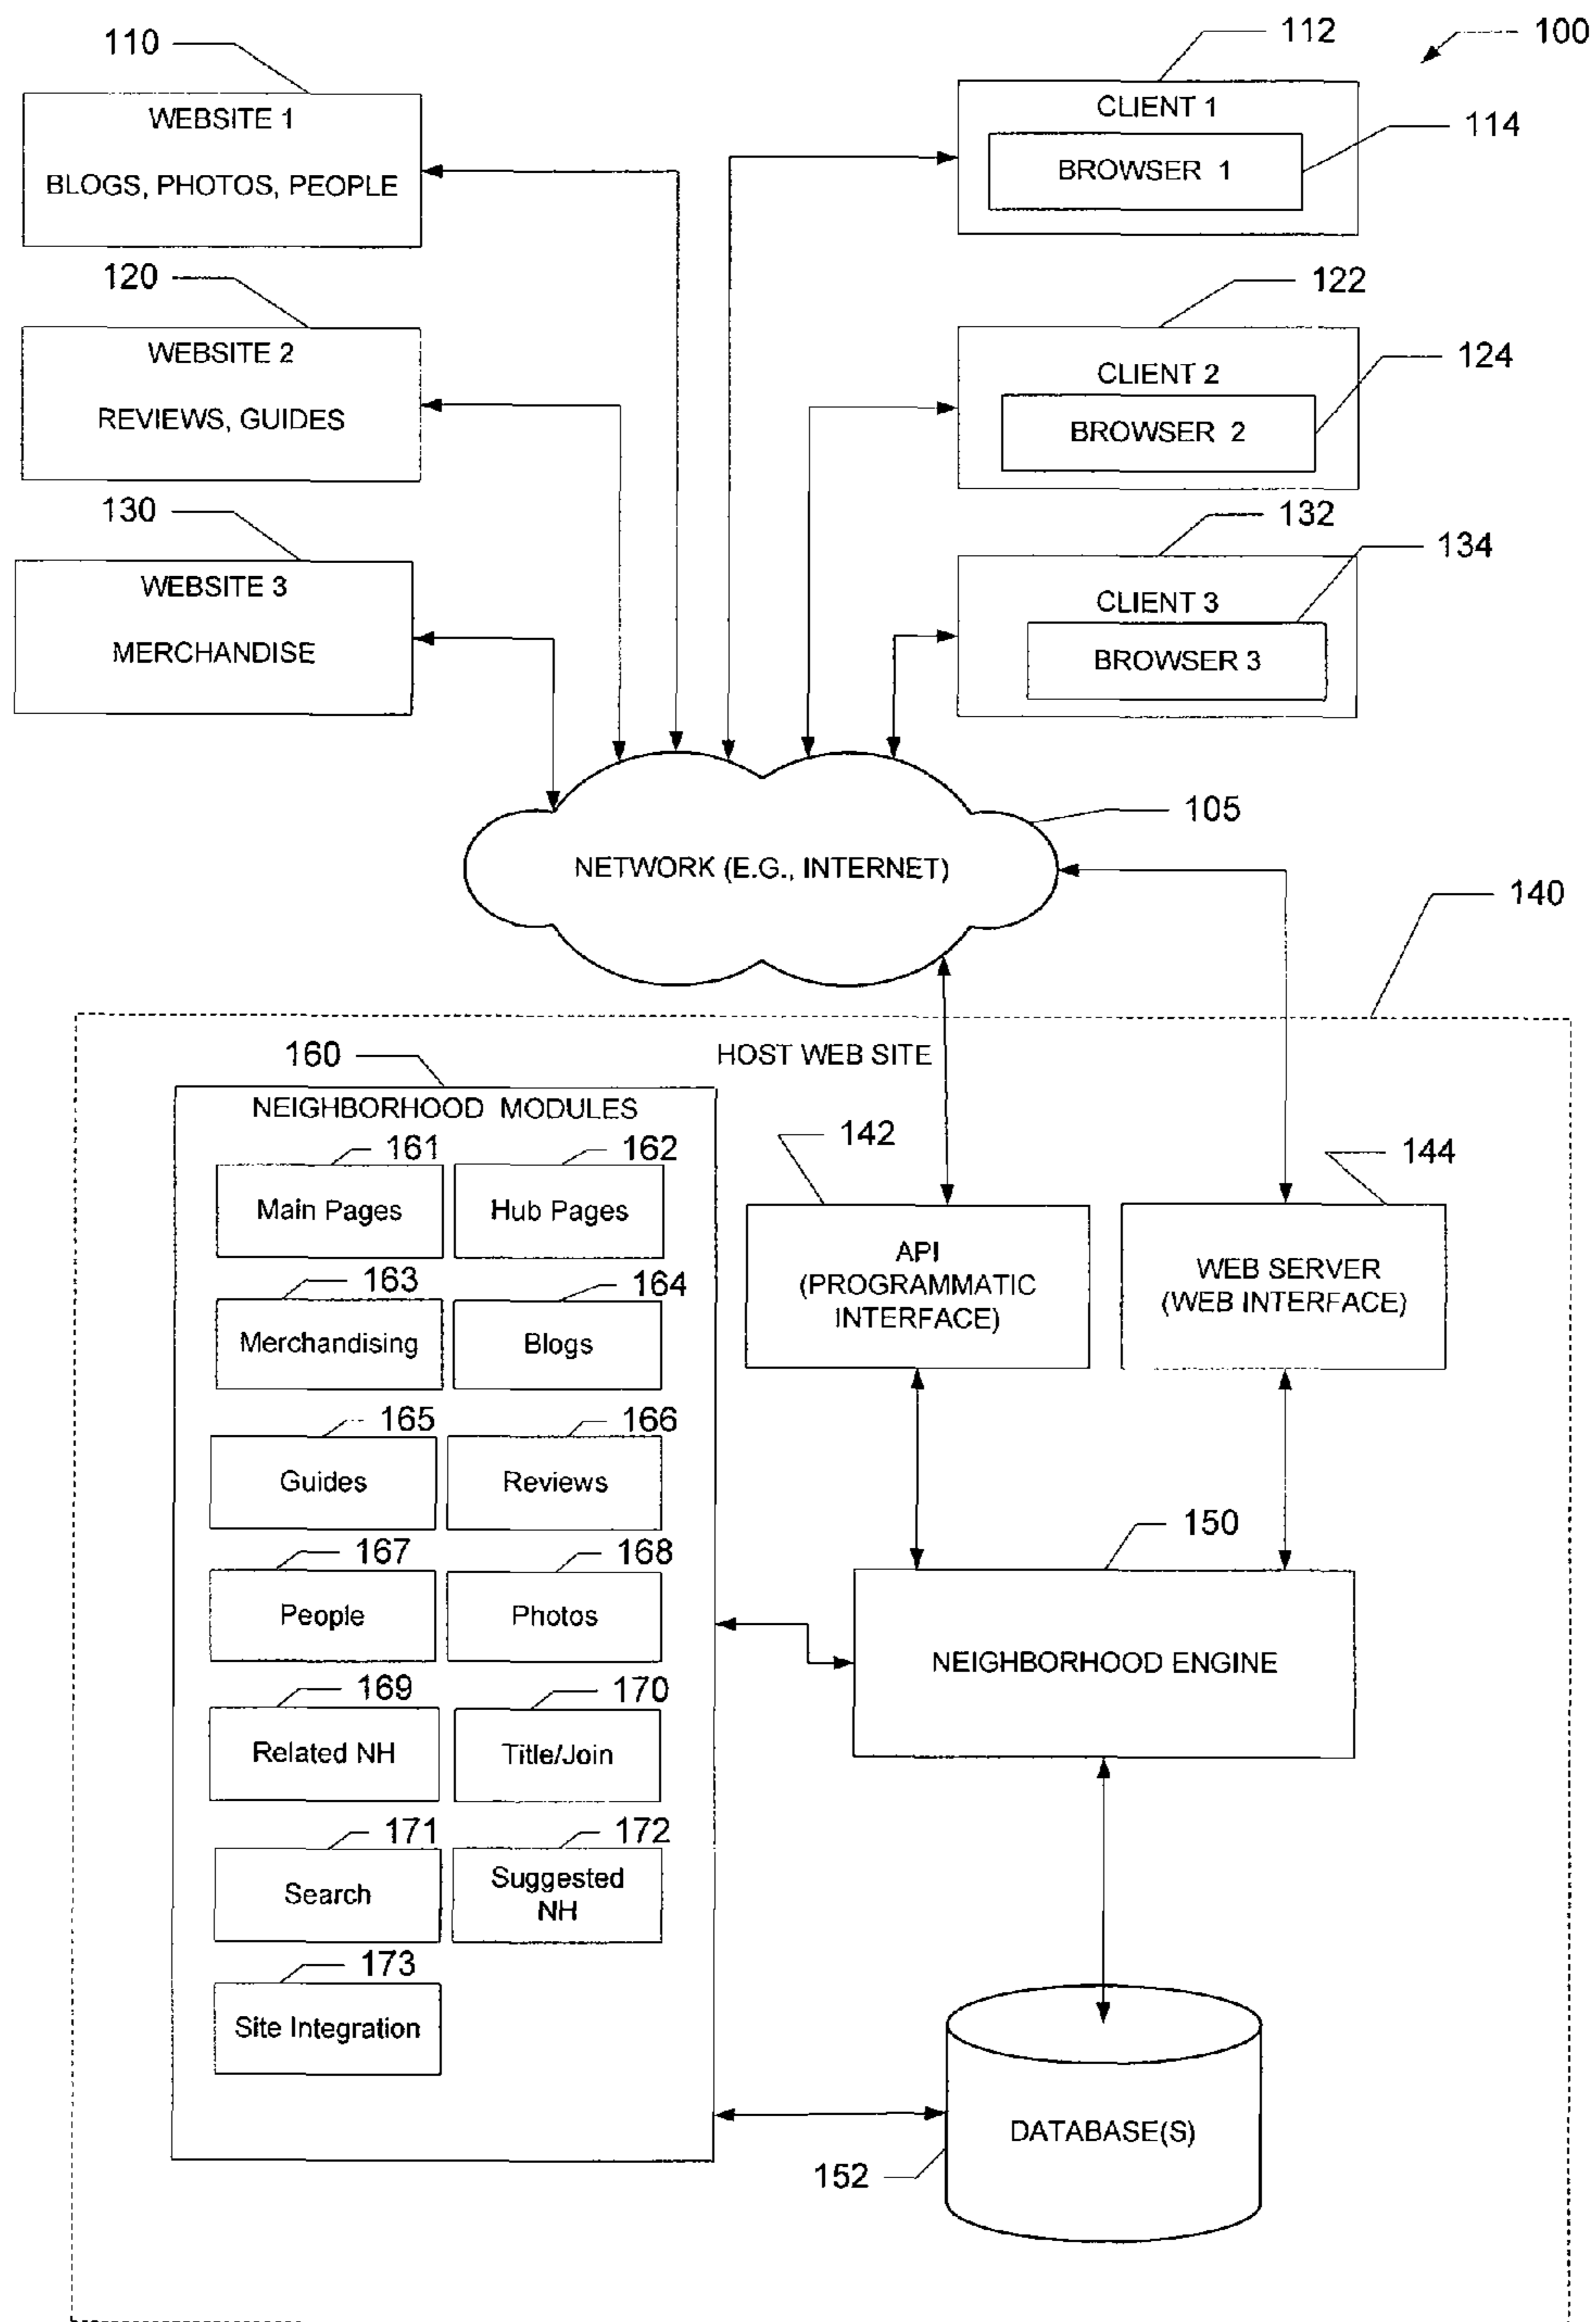 100
110
112
WEBSITE 1
BLOGS, PHOTOS, PEOPLE
CLIENT 1
114
BROWSER 1
120
122
WEBSITE 2
REVIEWS, GUIDES
CLIENT 2
124
BROWSER 2
130
132
134
WEBSITE 3
MERCHANDISE
CLIENT 3
BROWSER 3
105
NETWORK (E.G., INTERNET)
140
HOST WEB SITE
160
NEIGHBORHOOD MODULES
161
162
Main Pages
Hub Pages
163
164
Merchandising
Blogs
165
166
Guides
Reviews
167
168
People
Photos
169
170
Related NH
Title/Join
171
172
Search
Suggested
NH
173
Site Integration
142
144
API
(PROGRAMMATIC
INTERFACE)
WEB SERVER
(WEB INTERFACE)
150
NEIGHBORHOOD ENGINE
DATABASE(S)
152